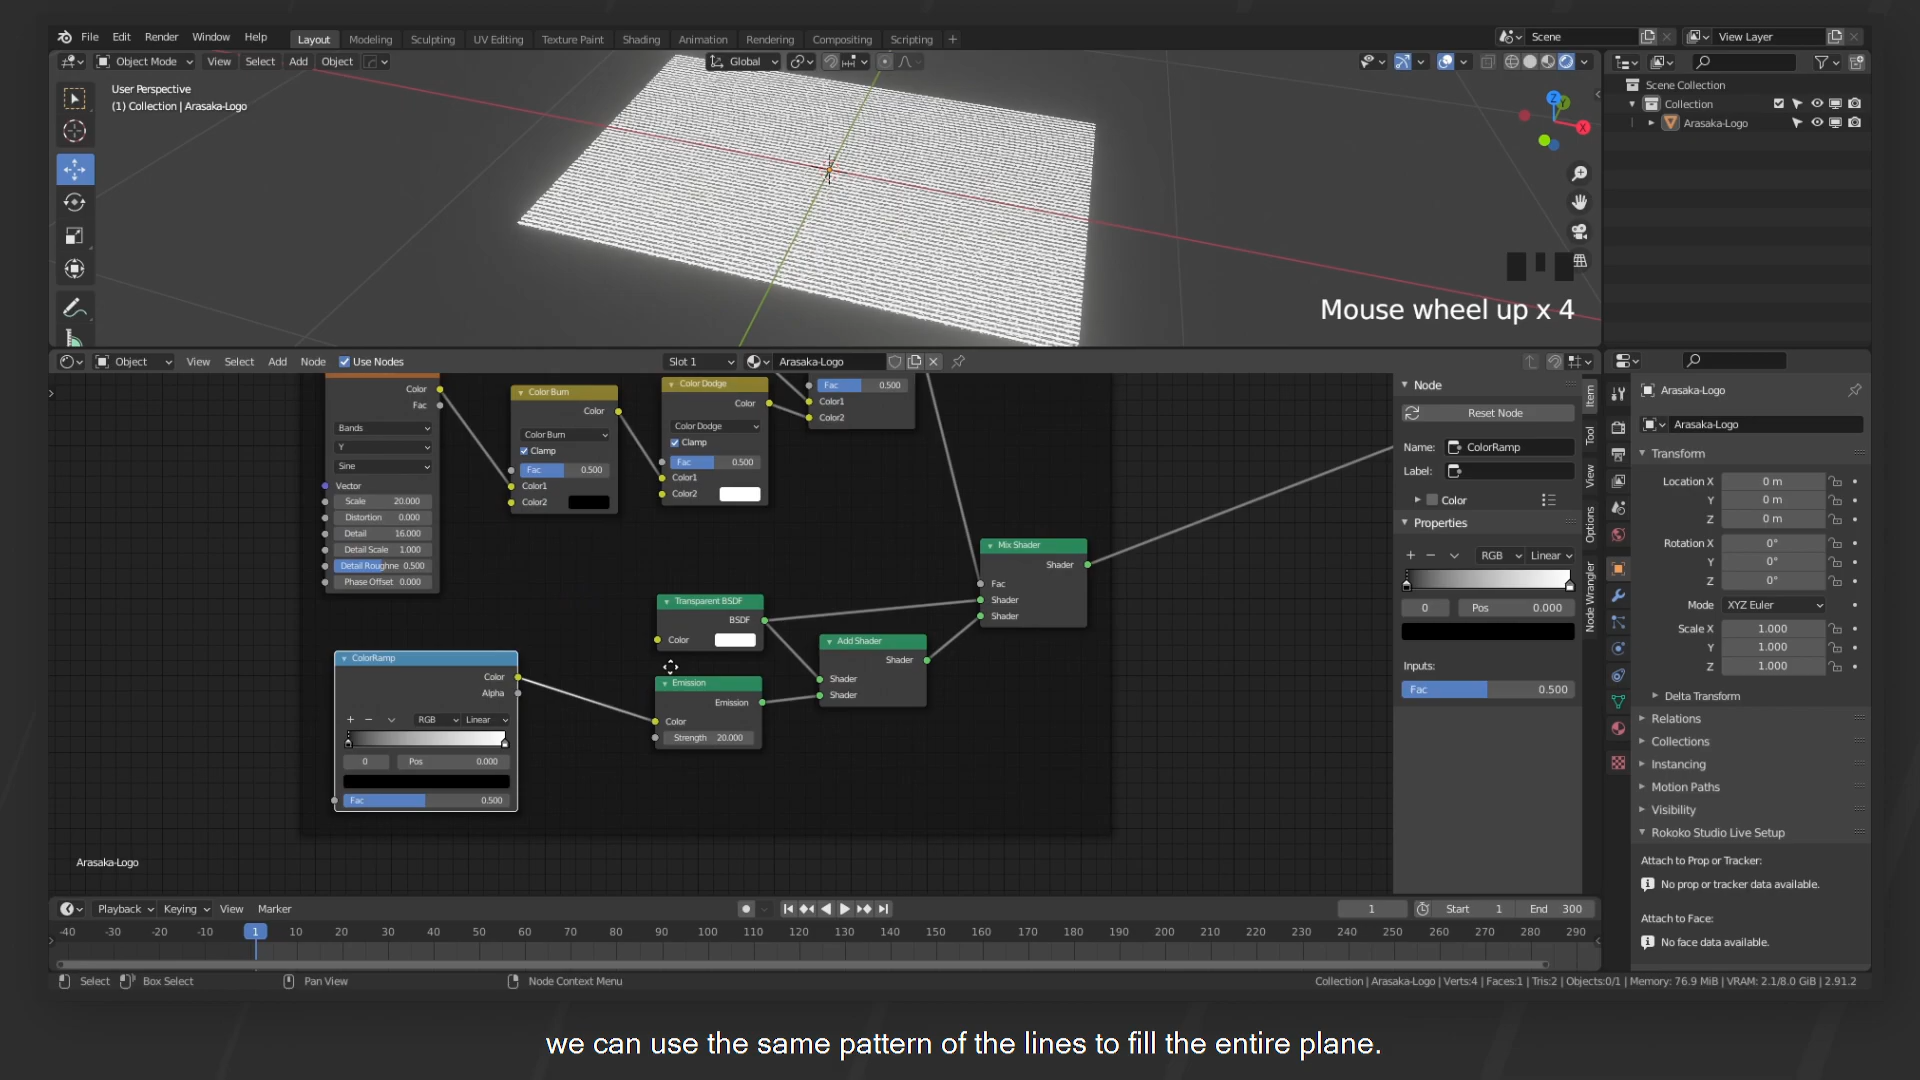 File Edit Render Window Help
Layout Modeling Sculpting UV Editing Texture Paint Shading Animation Rendering Compositing Scripting +
Scene
View Layer
Object Mode View Select Add Object
Global
User Perspective
(1) Collection | Arasaka-Logo
Z Y X
Scene Collection
Collection
Arasaka-Logo
Mouse wheel up x 4
Object View Select Add Node Use Nodes
Slot 1
Arasaka-Logo
Color
Fac
Bands
Y
Sine
Vector
Scale 20.000
Distortion 0.000
Detail 16.000
Detail Scale 1.000
Detail Roughne 0.500
Phase Offset 0.000
Color Burn
Color
Color Burn
Clamp
Fac 0.500
Color1
Color2
Color Dodge
Color
Color Dodge
Clamp
Fac 0.500
Color1
Color2
Fac 0.500
Color1
Color2
Mix Shader
Shader
Fac
Shader
Shader
Transparent BSDF
BSDF
Color
Add Shader
Shader
Shader
Shader
Emission
Emission
Color
Strength 20.000
ColorRamp
Color
Alpha
+ − RGB Linear
0 Pos 0.000
Fac 0.500
Arasaka-Logo
Node
Reset Node
Name: ColorRamp
Label:
Color
Properties
+ − RGB Linear
0 Pos 0.000
Inputs:
Fac 0.500
Item
Tool
View
Options
Node Wrangler
Arasaka-Logo
Arasaka-Logo
Transform
Location X 0 m
Y 0 m
Z 0 m
Rotation X 0°
Y 0°
Z 0°
Mode XYZ Euler
Scale X 1.000
Y 1.000
Z 1.000
Delta Transform
Relations
Collections
Instancing
Motion Paths
Visibility
Rokoko Studio Live Setup
Attach to Prop or Tracker:
No prop or tracker data available.
Attach to Face:
No face data available.
Playback Keying View Marker
1 Start 1 End 300
-40 -30 -20 -10 1 10 20 30 40 50 60 70 80 90 100 110 120 130 140 150 160 170 180 190 200 210 220 230 240 250 260 270 280 290
Select Box Select Pan View Node Context Menu
Collection | Arasaka-Logo | Verts:4 | Faces:1 | Tris:2 | Objects:0/1 | Memory: 76.9 MiB | VRAM: 2.1/8.0 GiB | 2.91.2
we can use the same pattern of the lines to fill the entire plane.